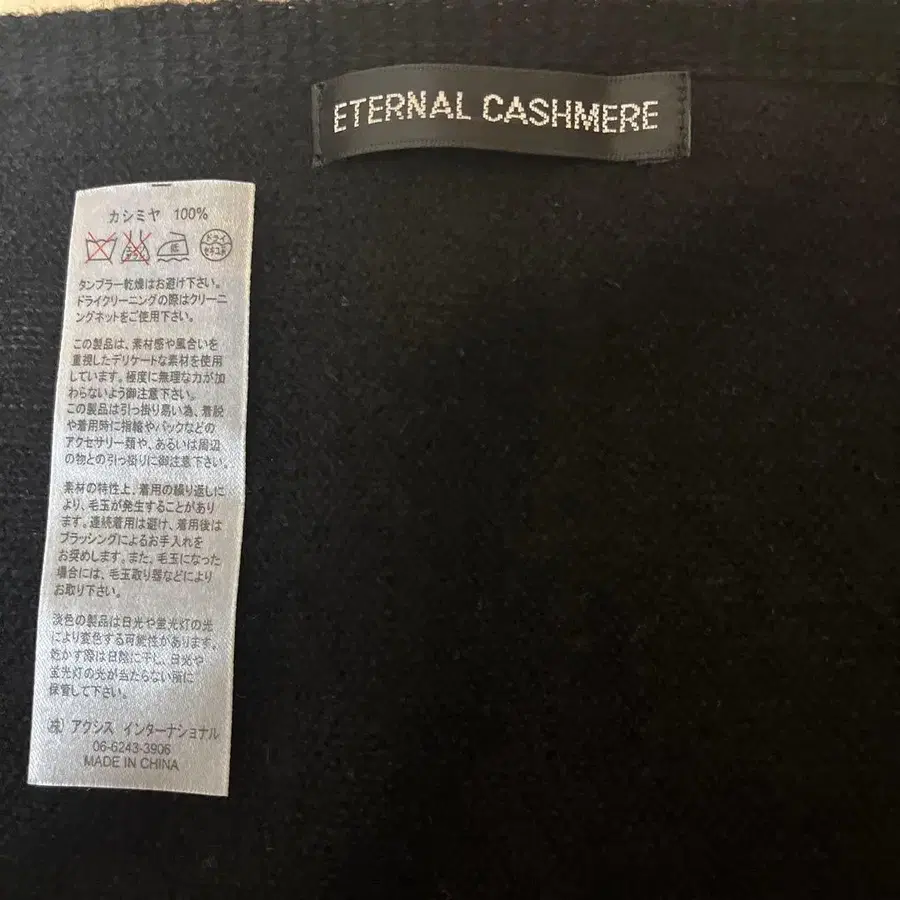 ETERNAL CASHMERE
カシミヤ 100%
低
ドライ
セキユ系
タンブラー乾燥はお避け下さい。
ドライクリーニングの際はクリーニ
ングネットをご使用下さい。
この製品は、素材感や風合いを
重視したデリケートな素材を使用
しています。極度に無理な力が加
わらないよう御注意下さい。
この製品は引っ掛り易い為、着脱
や着用時に指輪やバックなどの
アクセサリー類や、あるいは周辺
の物との引っ掛りに御注意下さい。
素材の特性上、着用の繰り返しに
より、毛玉が発生することがあり
ます。連続着用は避け、着用後は
ブラッシングによるお手入れを
お奨めします。また、毛玉になった
場合には、毛玉取り器などにより
お取り下さい。
淡色の製品は日光や蛍光灯の光
により変色する可能性があります。
乾かす際は日陰に干し、日光や
蛍光灯の光が当たらない所に
保管して下さい。
(株) アクシス インターナショナル
06-6243-3906
MADE IN CHINA